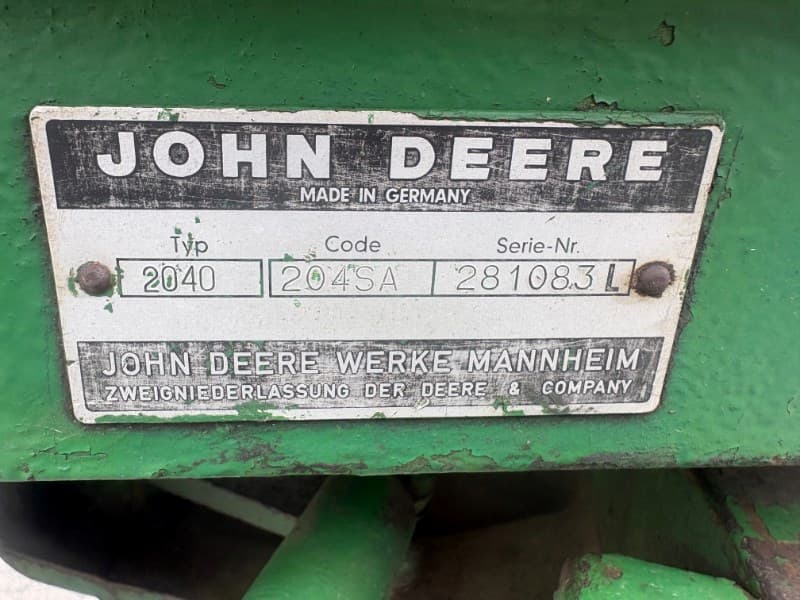 JOHN DEERE
MADE IN GERMANY
Typ Code Serie-Nr.
2040 204SA 281083 L
JOHN DEERE WERKE MANNHEIM
ZWEIGNIEDERLASSUNG DER DEERE & COMPANY